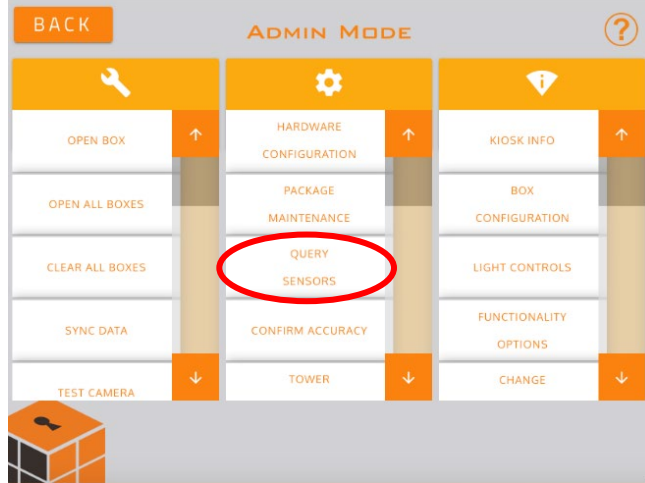 BACK
ADMIN MODE
?
OPEN BOX
OPEN ALL BOXES
CLEAR ALL BOXES
SYNC DATA
TEST CAMERA
HARDWARE
CONFIGURATION
PACKAGE
MAINTENANCE
QUERY
SENSORS
CONFIRM ACCURACY
TOWER
KIOSK INFO
BOX
CONFIGURATION
LIGHT CONTROLS
FUNCTIONALITY
OPTIONS
CHANGE